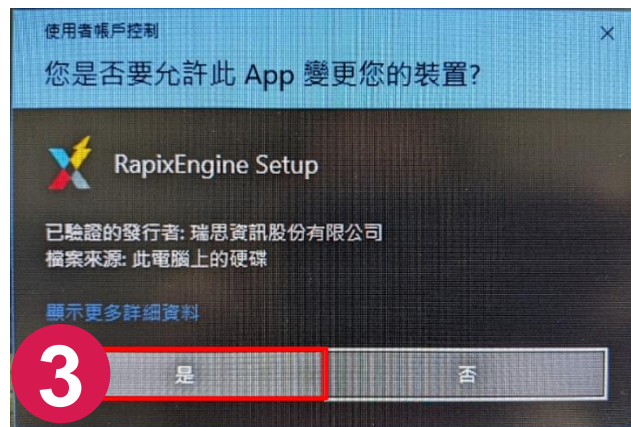 使用者帳戶控制
您是否要允許此 App 變更您的裝置?
RapixEngine Setup
已驗證的發行者: 瑞思資訊股份有限公司
檔案來源: 此電腦上的硬碟
顯示更多詳細資料
3
是
否